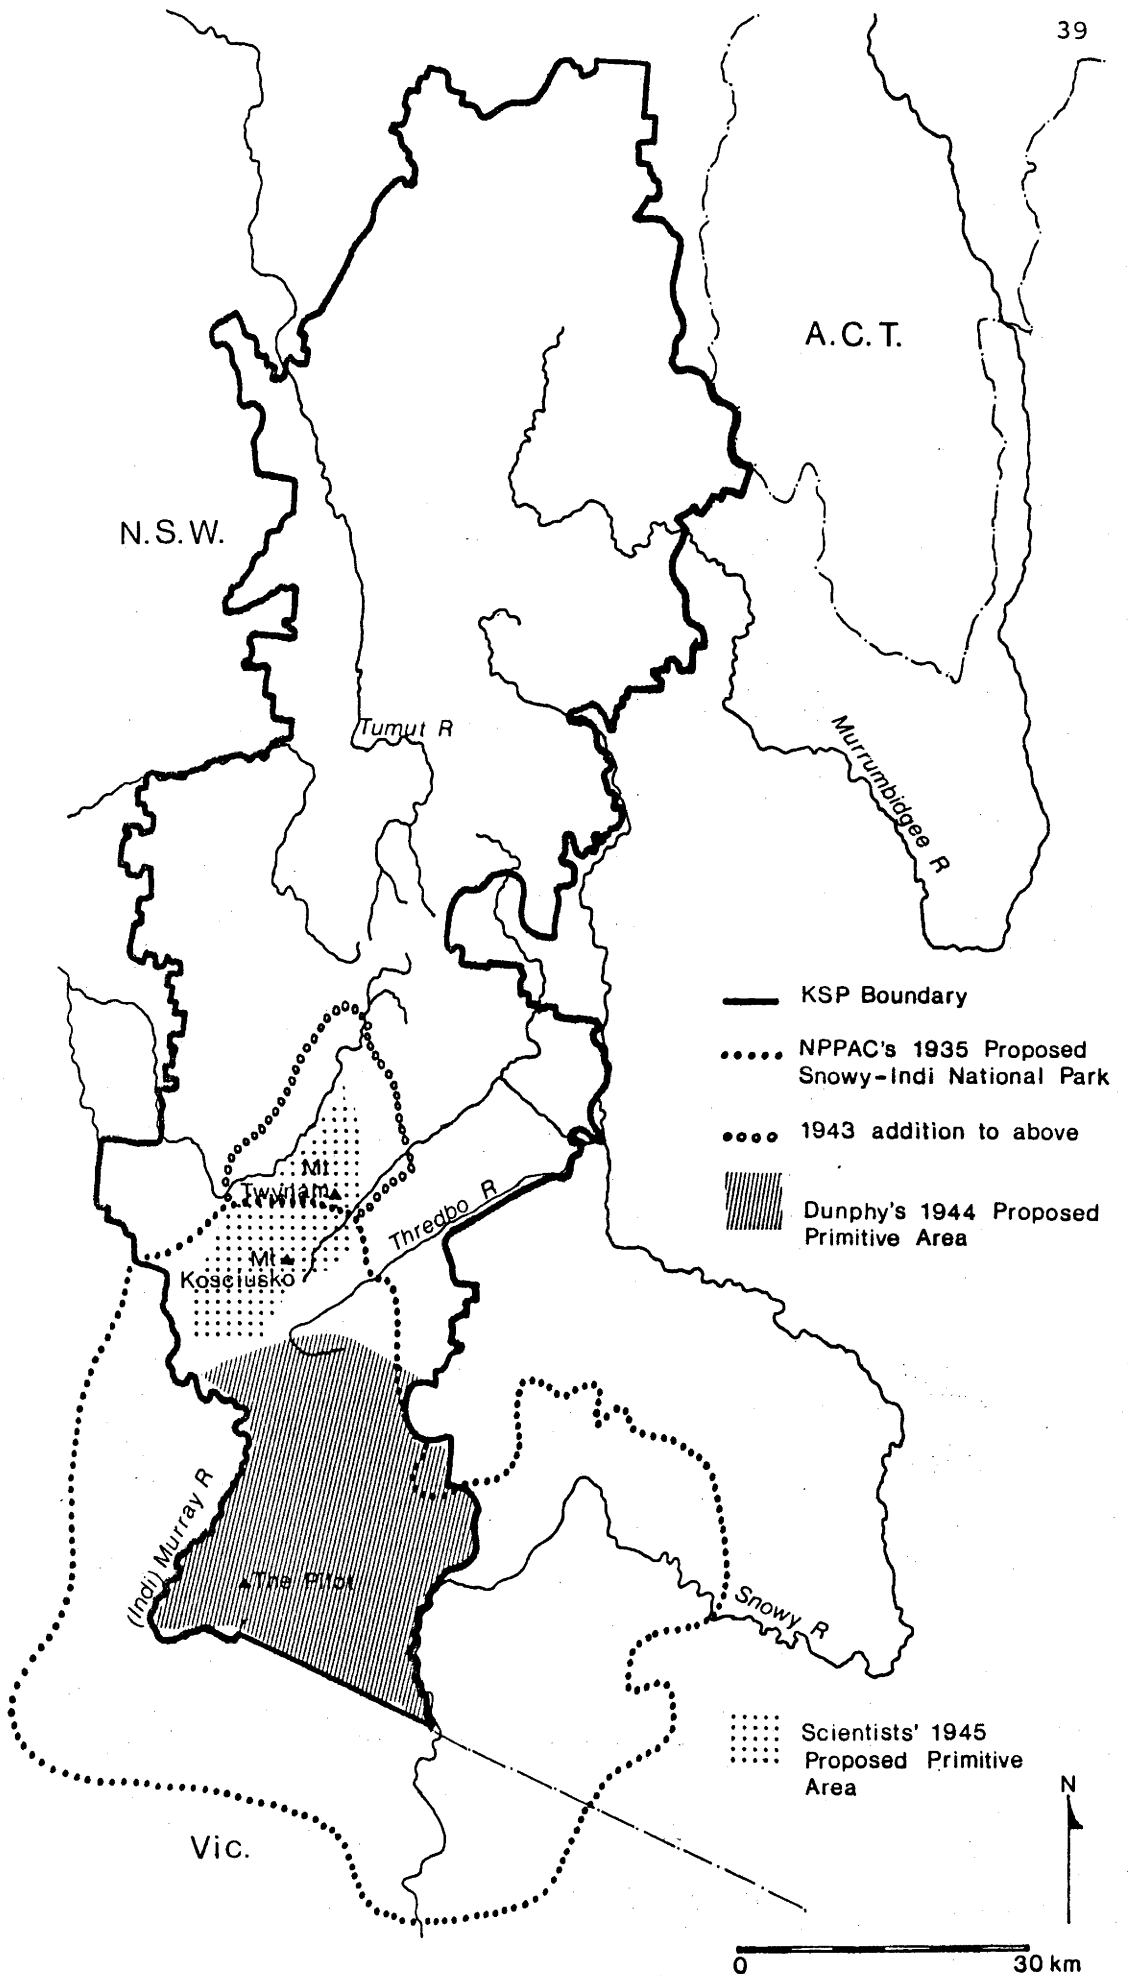 39
A.C.T.
N.S.W.
Tumut R
Murrumbidgee R
KSP Boundary
NPPAC's 1935 Proposed
Snowy-Indi National Park
1943 addition to above
Mt
Twynam
Thredbo R
Dunphy's 1944 Proposed
Primitive Area
Mt
Kosciusko
(Indi) Murray R
The Pilot
Snowy R
Scientists' 1945
Proposed Primitive
Area
N
Vic.
0 30 km